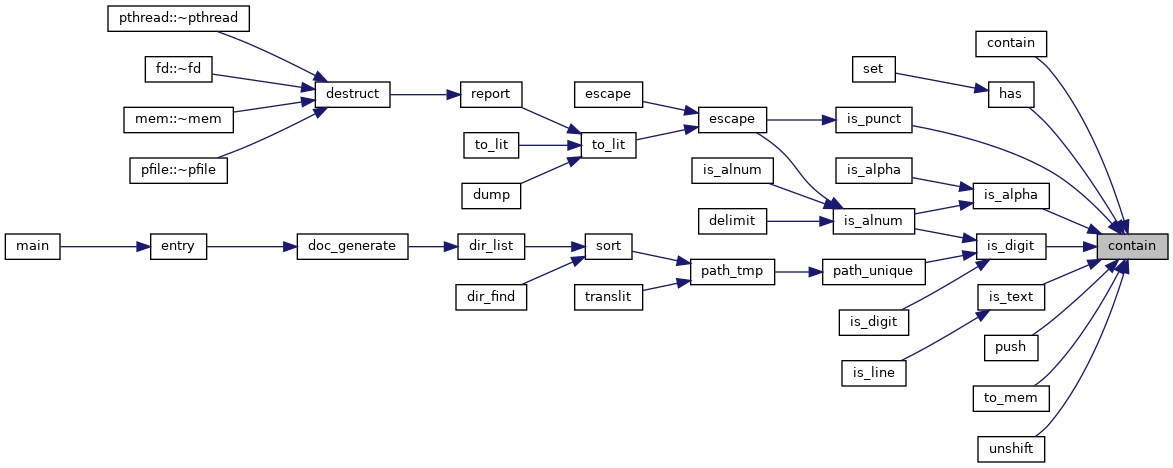 pthread::~pthread
fd::~fd
mem::~mem
pfile::~pfile
destruct
report
to_lit
dump
escape
to_lit
escape
is_alnum
delimit
set
has
contain
is_punct
is_alpha
is_alpha
is_alnum
is_digit
contain
main
entry
doc_generate
dir_list
dir_find
sort
translit
path_tmp
path_unique
is_digit
is_text
is_line
push
to_mem
unshift